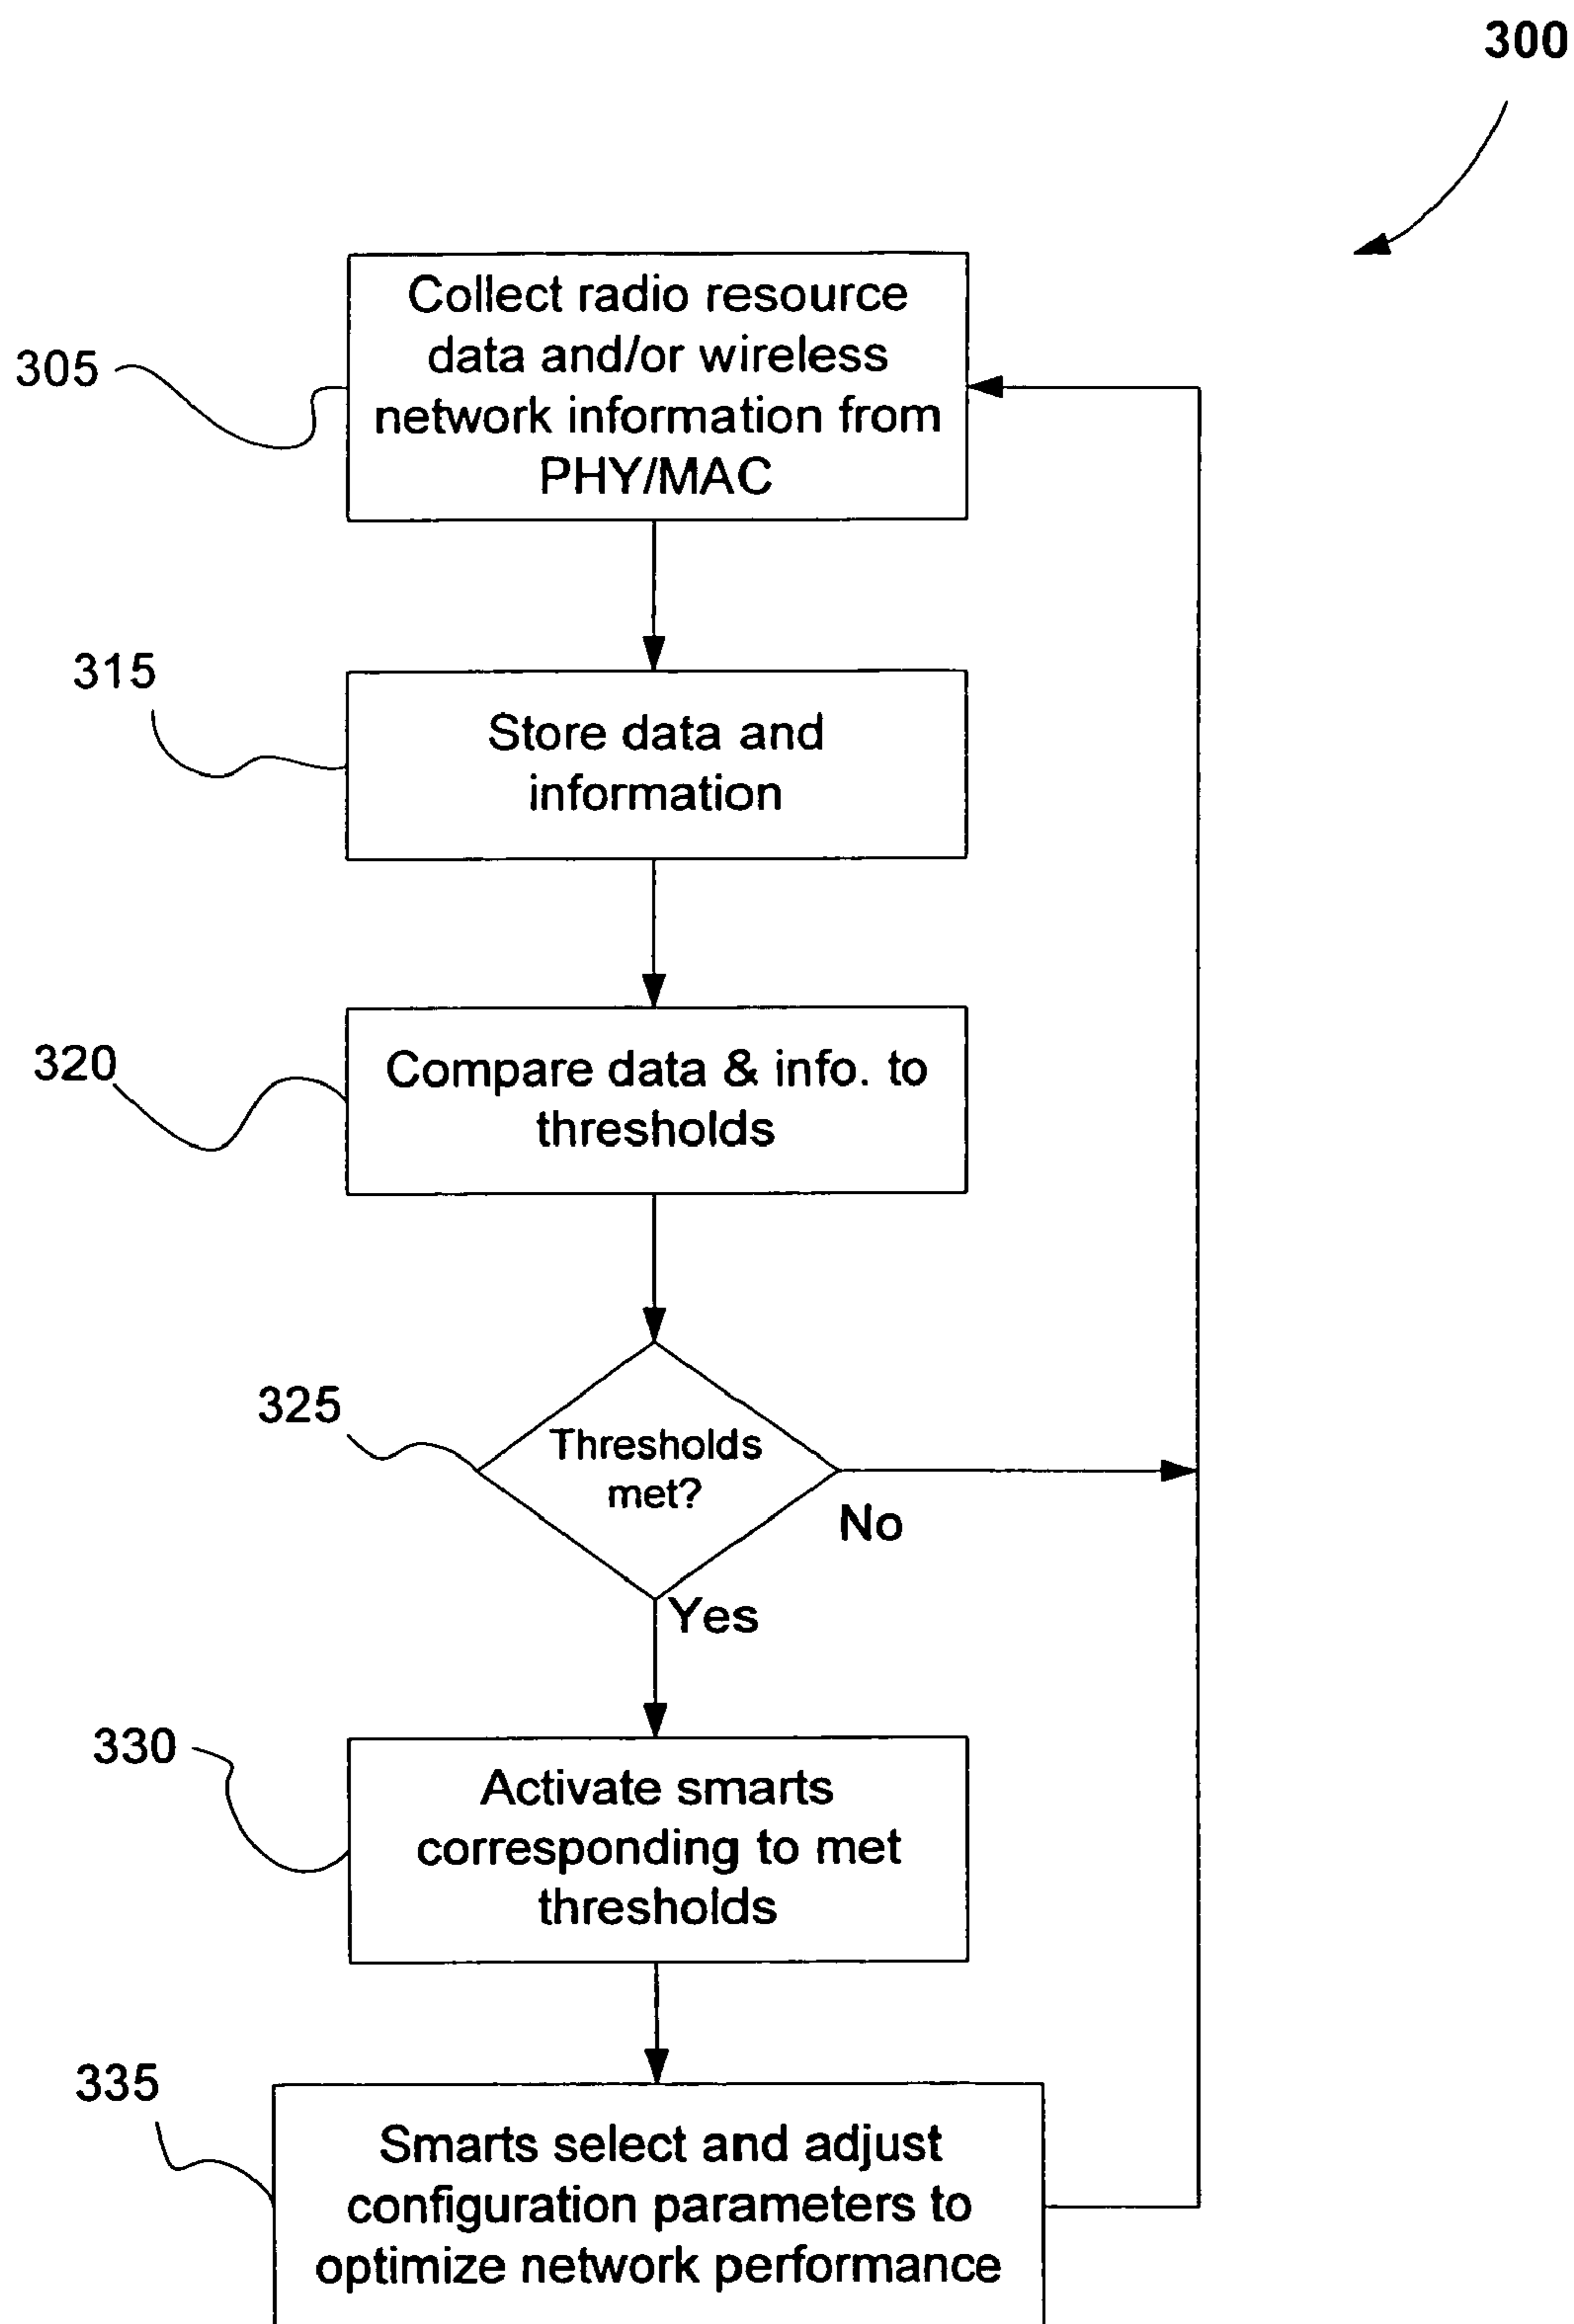 300
305
Collect radio resource
data and/or wireless
network information from
PHY/MAC
315
Store data and
information
320
Compare data & info. to
thresholds
325
Thresholds
met?
No
Yes
330
Activate smarts
corresponding to met
thresholds
335
Smarts select and adjust
configuration parameters to
optimize network performance